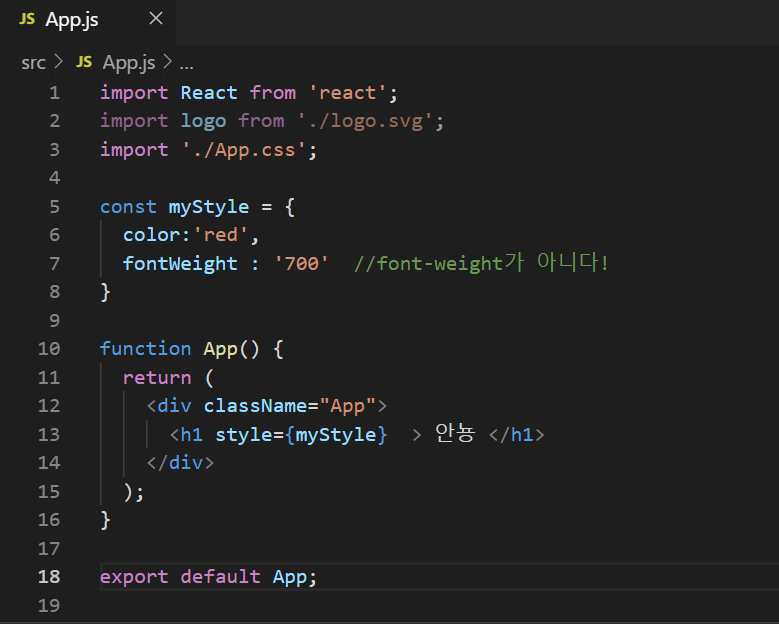 JS App.js ×
src > JS App.js > ...
1 import React from 'react';
2 import logo from './logo.svg';
3 import './App.css';
4
5 const myStyle = {
6 color:'red',
7 fontWeight : '700' //font-weight가 아니다!
8 }
9
10 function App() {
11 return (
12 <div className="App">
13 <h1 style={myStyle} > 안뇽 </h1>
14 </div>
15 );
16 }
17
18 export default App;
19